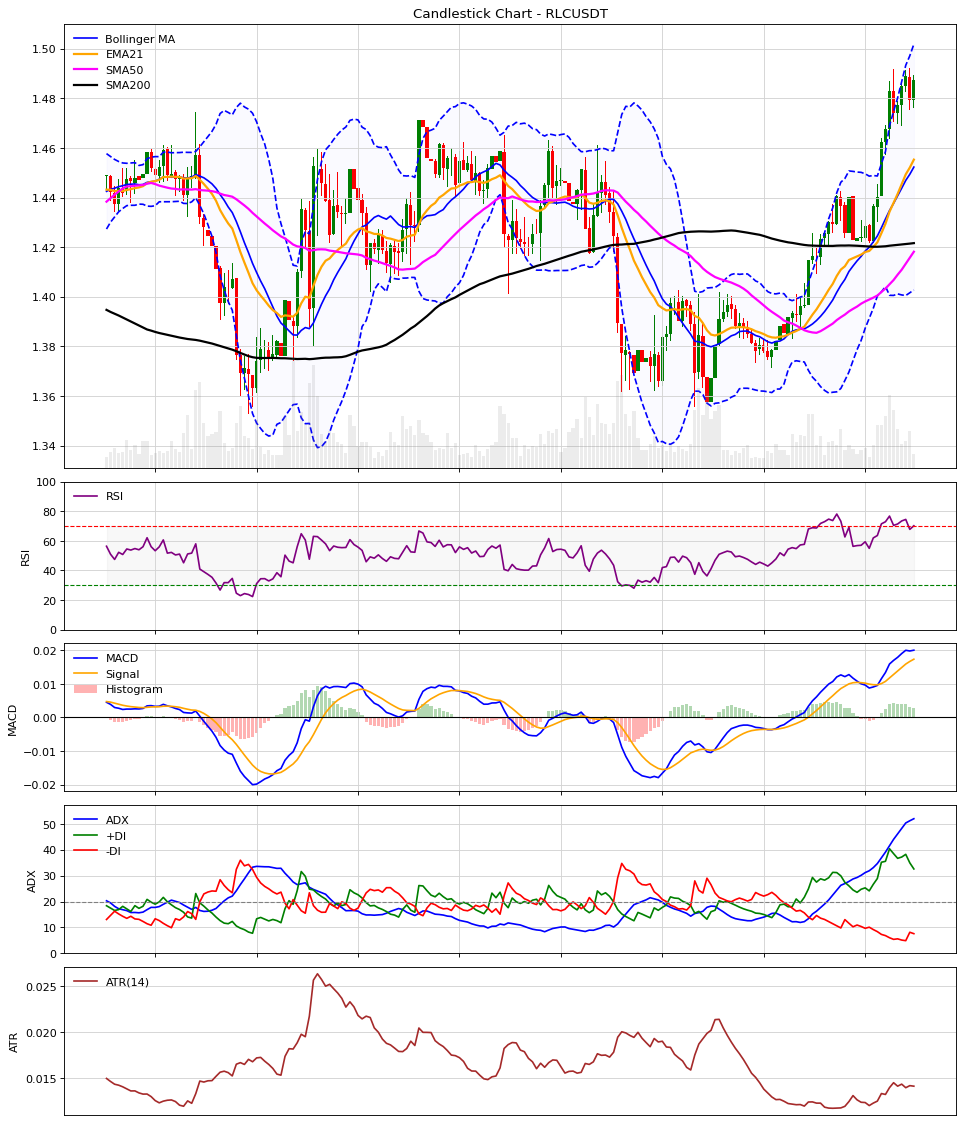 Candlestick Chart - RLCUSDT
Bollinger MA
EMA21
SMA50
SMA200
1.50
1.48
1.46
1.44
1.42
1.40
1.38
1.36
1.34
RSI
100
80
60
40
20
0
RSI
MACD
Signal
Histogram
0.02
0.01
0.00
−0.01
−0.02
MACD
ADX
+DI
-DI
50
40
30
20
10
0
ADX
ATR(14)
0.025
0.020
0.015
ATR